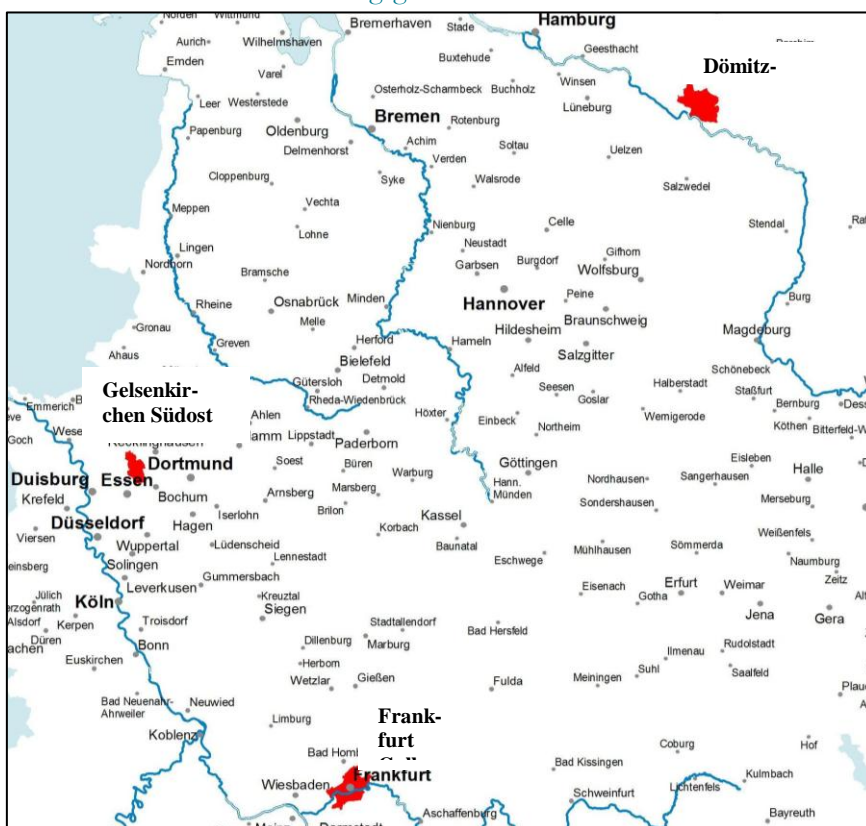 Norden
Wittmund
Bremerhaven
Stade
Hamburg
Aurich
Wilhelmshaven
Buxtehude
Geesthacht
Emden
Varel
Winsen
Dömitz-
Leer
Westerstede
Osterholz-Scharmbeck
Buchholz
Lüneburg
Papenburg
Oldenburg
Bremen
Rotenburg
Delmenhorst
Achim
Soltau
Uelzen
Cloppenburg
Verden
Syke
Walsrode
Salzwedel
Meppen
Vechta
Lohne
Nienburg
Celle
Stendal
Lingen
Neustadt
Nordhorn
Bramsche
Garbsen
Burgdorf
Gifhorn
Wolfsburg
Rheine
Osnabrück
Minden
Hannover
Peine
Burg
Gronau
Melle
Hildesheim
Braunschweig
Magdeburg
Ahaus
Greven
Herford
Hameln
Salzgitter
Bielefeld
Schönebeck
Gelsenkir-
chen Südost
Gütersloh
Detmold
Alfeld
Seesen
Goslar
Halberstadt
Staßfurt
Emmerich
Rheda-Wiedenbrück
Höxter
Einbeck
Wernigerode
Bernburg
Goch
Ahlen
Lippstadt
Paderborn
Northeim
Köthen
Bitterfeld-W
Duisburg
Essen
Dortmund
Soest
Büren
Warburg
Göttingen
Nordhausen
Eisleben
Halle
Krefeld
Bochum
Arnsberg
Marsberg
Hann.
Münden
Sangerhausen
Merseburg
Düsseldorf
Hagen
Iserlohn
Brilon
Kassel
Sondershausen
Viersen
Wuppertal
Lüdenscheid
Korbach
Baunatal
Mühlhausen
Weißenfels
Solingen
Lennestadt
Eschwege
Sömmerda
Naumburg
Leverkusen
Gummersbach
Eisenach
Erfurt
Weimar
Zeitz
Jülich
Köln
Kreuztal
Gotha
Jena
Gera
Alsdorf
Kerpen
Troisdorf
Siegen
Stadtallendorf
Bad Hersfeld
Düren
Bonn
Dillenburg
Marburg
Ilmenau
Rudolstadt
Euskirchen
Herborn
Wetzlar
Gießen
Fulda
Meiningen
Suhl
Saalfeld
Bad Neuenahr-
Ahrweiler
Neuwied
Limburg
Frank-
furt
Koblenz
Bad Homl
Coburg
Hof
Wiesbaden
Frankfurt
Bad Kissingen
Lichtenfels
Kulmbach
Aschaffenburg
Schweinfurt
Bayreuth